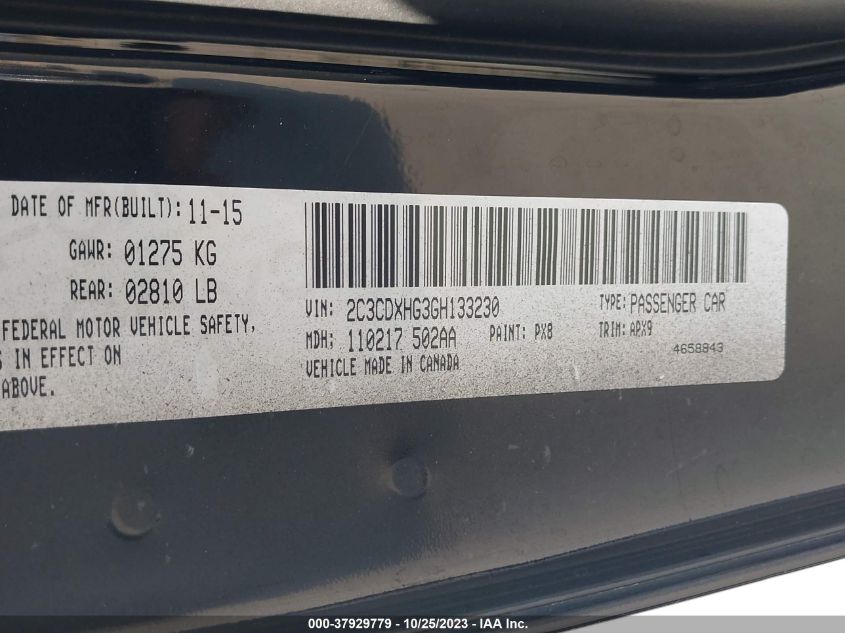 DATE OF MFR(BUILT): 11-15
GAWR: 01275 KG
REAR: 02810 LB
FEDERAL MOTOR VEHICLE SAFETY,
IN EFFECT ON
ABOVE.
VIN: 2C3CDXHG3GH133230
TYPE: PASSENGER CAR
MDH: 110217 502AA
PAINT: PX8
TRIM: APX9
VEHICLE MADE IN CANADA
4658843
000-37929779 - 10/25/2023 - IAA Inc.